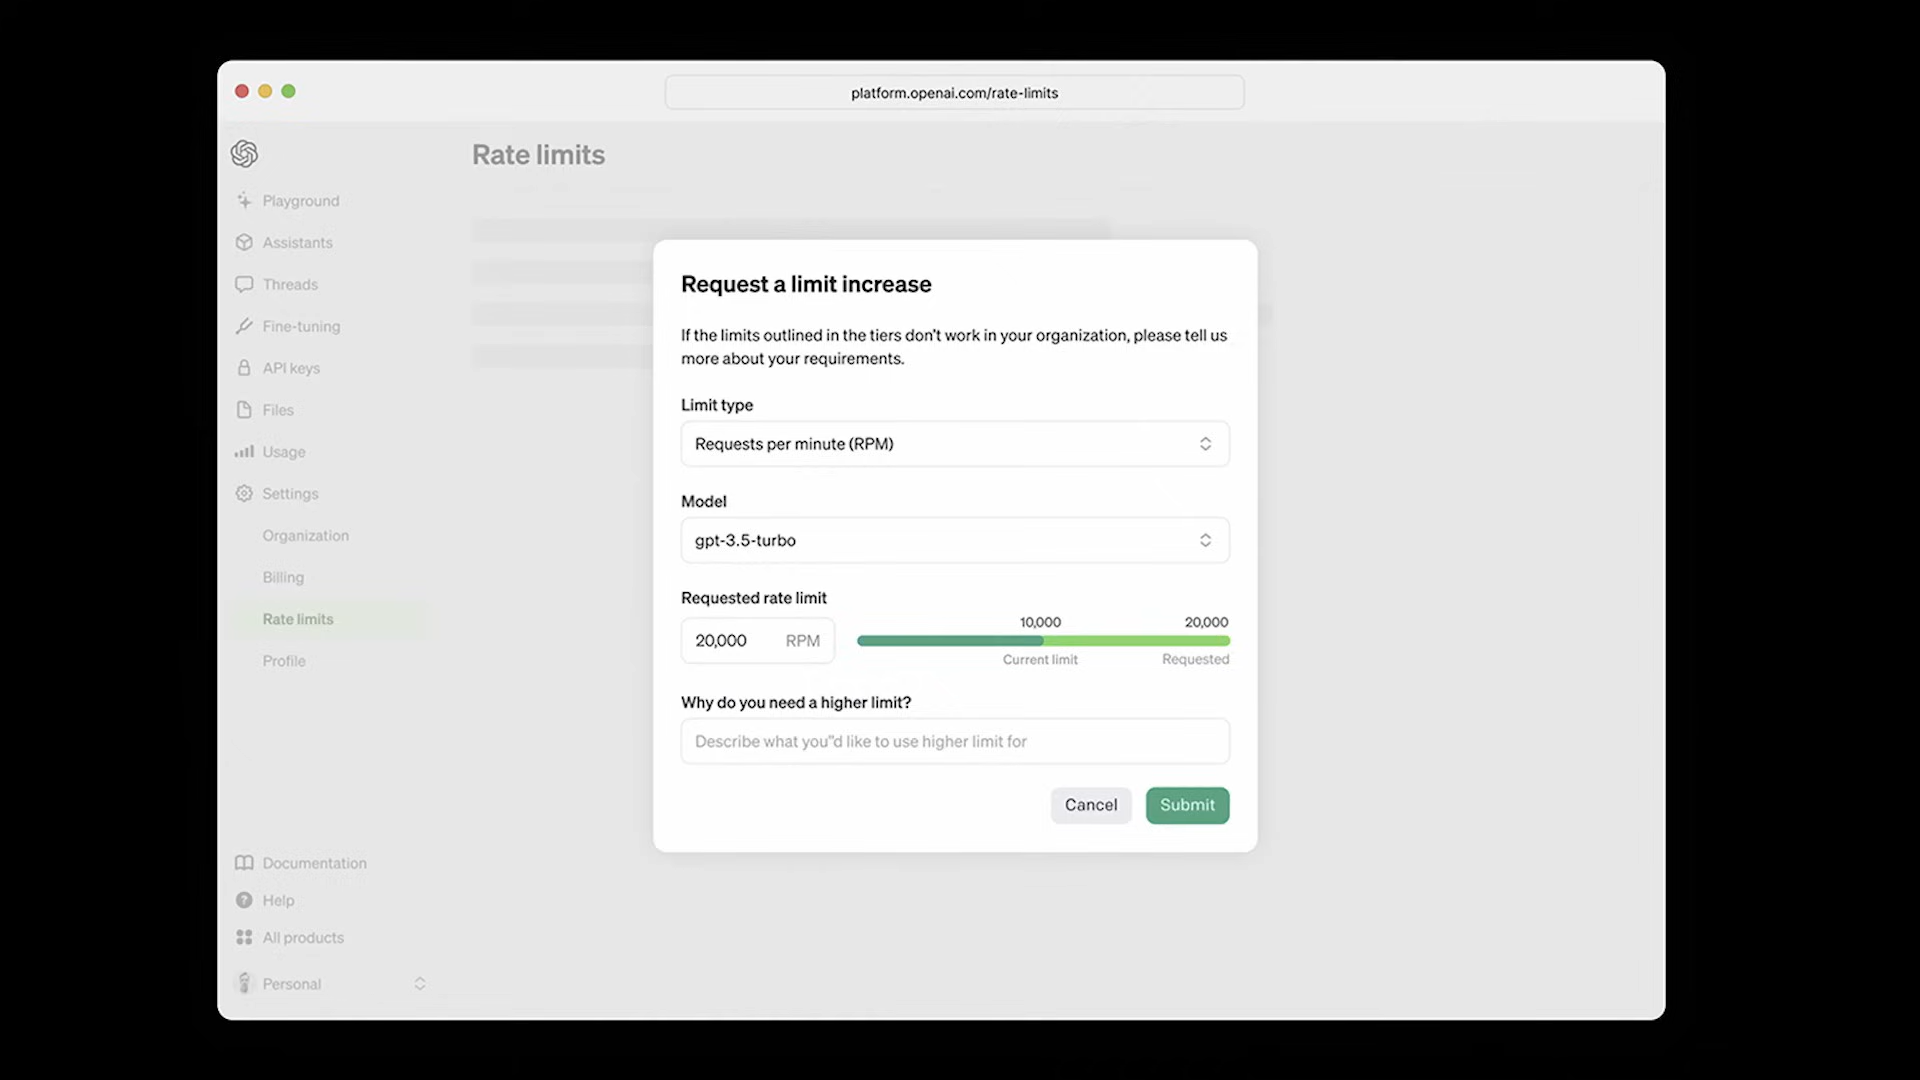 platform.openai.com/rate-limits
Rate limits
Playground
Assistants
Threads
Fine-tuning
API keys
Files
Usage
Settings
Organization
Billing
Rate limits
Profile
Documentation
Help
All products
Personal
Request a limit increase
If the limits outlined in the tiers don't work in your organization, please tell us
more about your requirements.
Limit type
Requests per minute (RPM)
Model
gpt-3.5-turbo
Requested rate limit
20,000 RPM
10,000 20,000
Current limit Requested
Why do you need a higher limit?
Describe what you"d like to use higher limit for
Cancel Submit